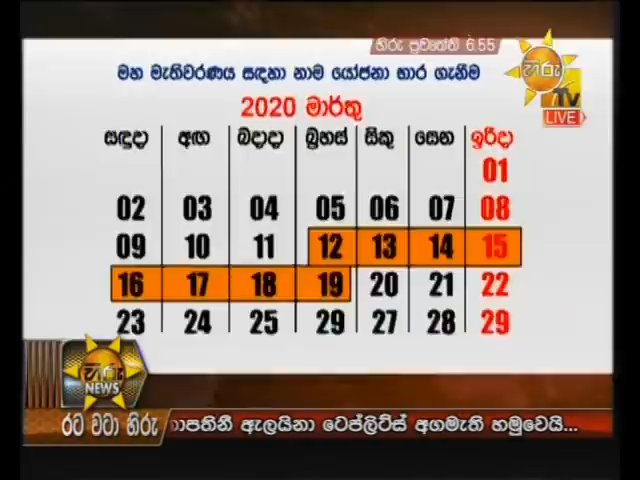 හිරු ප්‍රවෘත්ති 6.55
හිරු
Tv
LIVE
මහ මැතිවරණය සඳහා නාම යෝජනා භාර ගැනීම
2020 මාර්තු
සඳුදා අඟ බදාදා බ්‍රහස් සිකු සෙන ඉරිදා
01
02 03 04 05 06 07 08
09 10 11 12 13 14 15
16 17 18 19 20 21 22
23 24 25 29 27 28 29
හිරු
NEWS
රට වටා හිරු
ාපතිනී ඇලයිනා ටෙප්ලිට්ස් අගමැති හමුවෙයි...